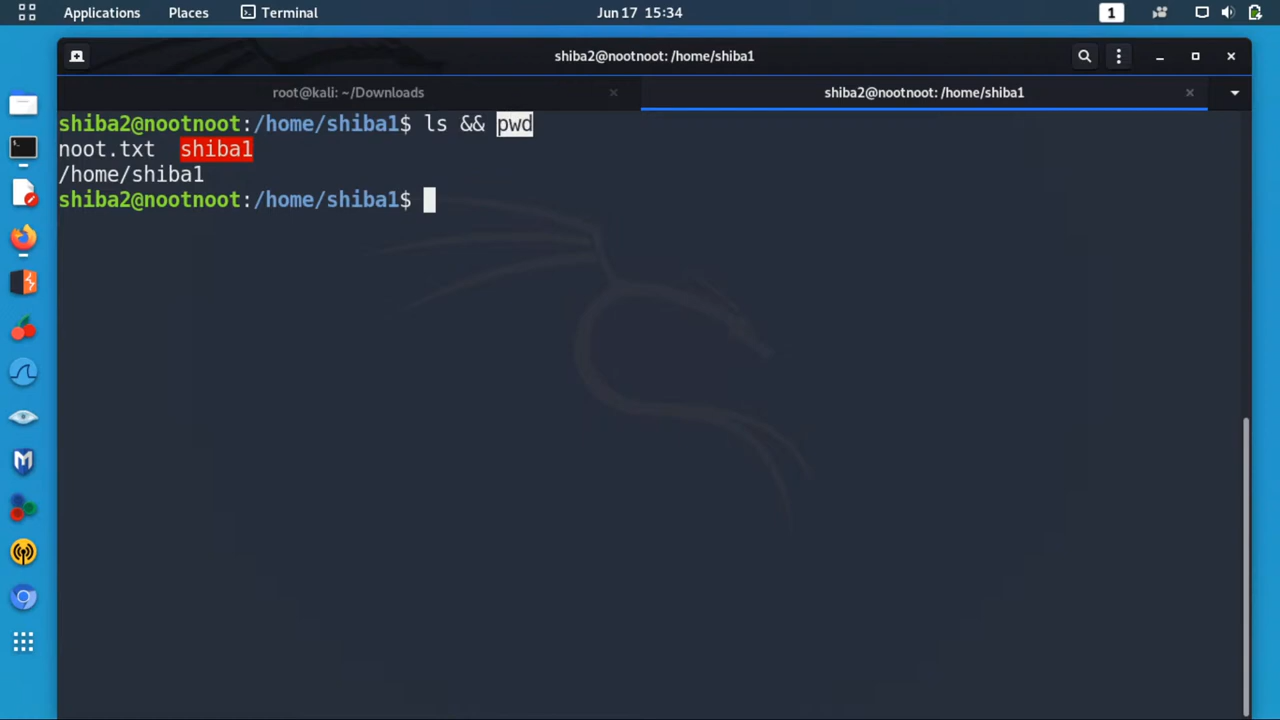 Applications Places Terminal Jun 17 15:34 1
shiba2@nootnoot: /home/shiba1
root@kali: ~/Downloads shiba2@nootnoot: /home/shiba1
shiba2@nootnoot:/home/shiba1$ ls && pwd
noot.txt shiba1
/home/shiba1
shiba2@nootnoot:/home/shiba1$